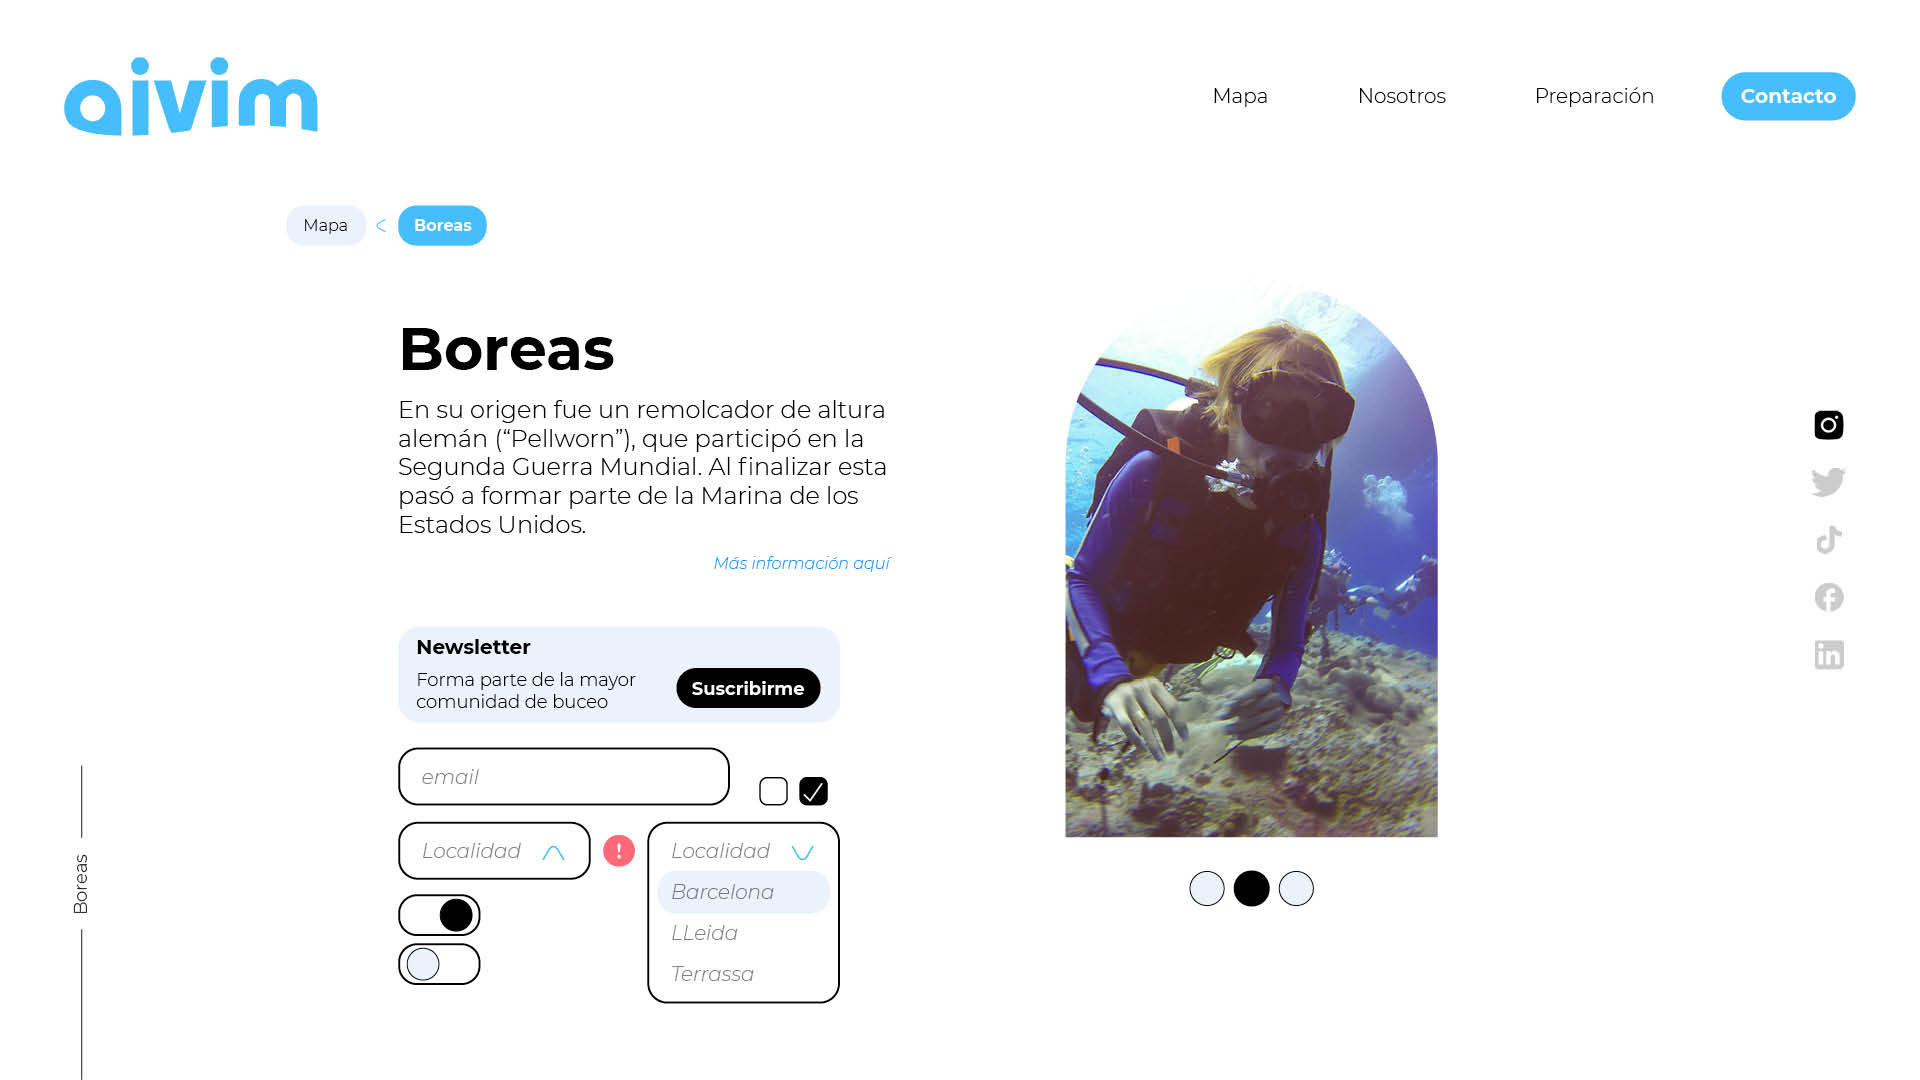 aivim
Mapa
Nosotros
Preparación
Contacto
Mapa < Boreas
Boreas
En su origen fue un remolcador de altura
alemán (“Pellworn”), que participó en la
Segunda Guerra Mundial. Al finalizar esta
pasó a formar parte de la Marina de los
Estados Unidos.
Más información aquí
Newsletter
Forma parte de la mayor
comunidad de buceo
Suscribirme
email
Localidad
!
Localidad
Barcelona
LLeida
Terrassa
Boreas